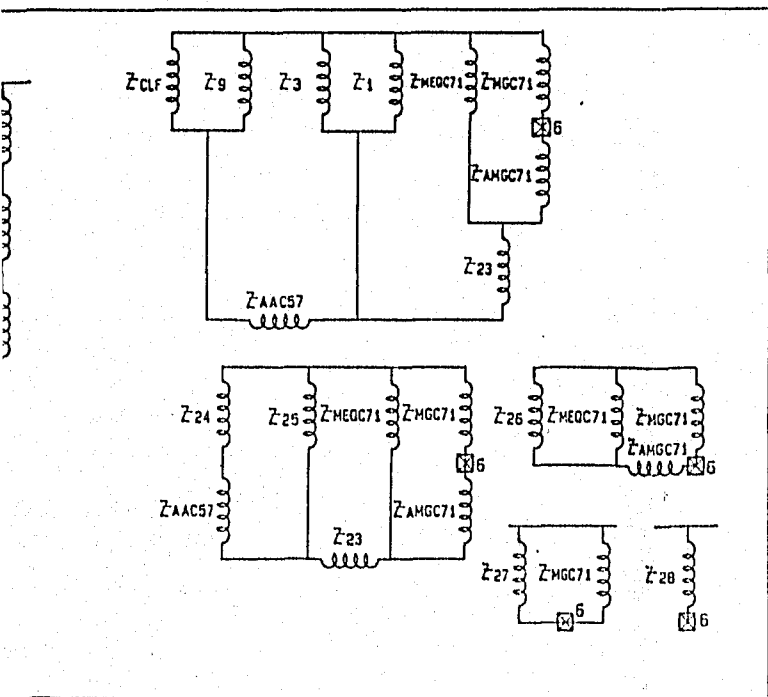 Z CLF Z 9 Z 3 Z 1 Z MEQC71 Z MGC71
6
Z AMGC71
Z 23
Z AAC57
Z 24 Z 25 Z MEQC71 Z MGC71
6
Z AAC57 Z AMGC71
Z 23
Z 26 Z MEQC71 Z MGC71
Z AMGC71
6
Z 27 Z MGC71
6
Z 28
6